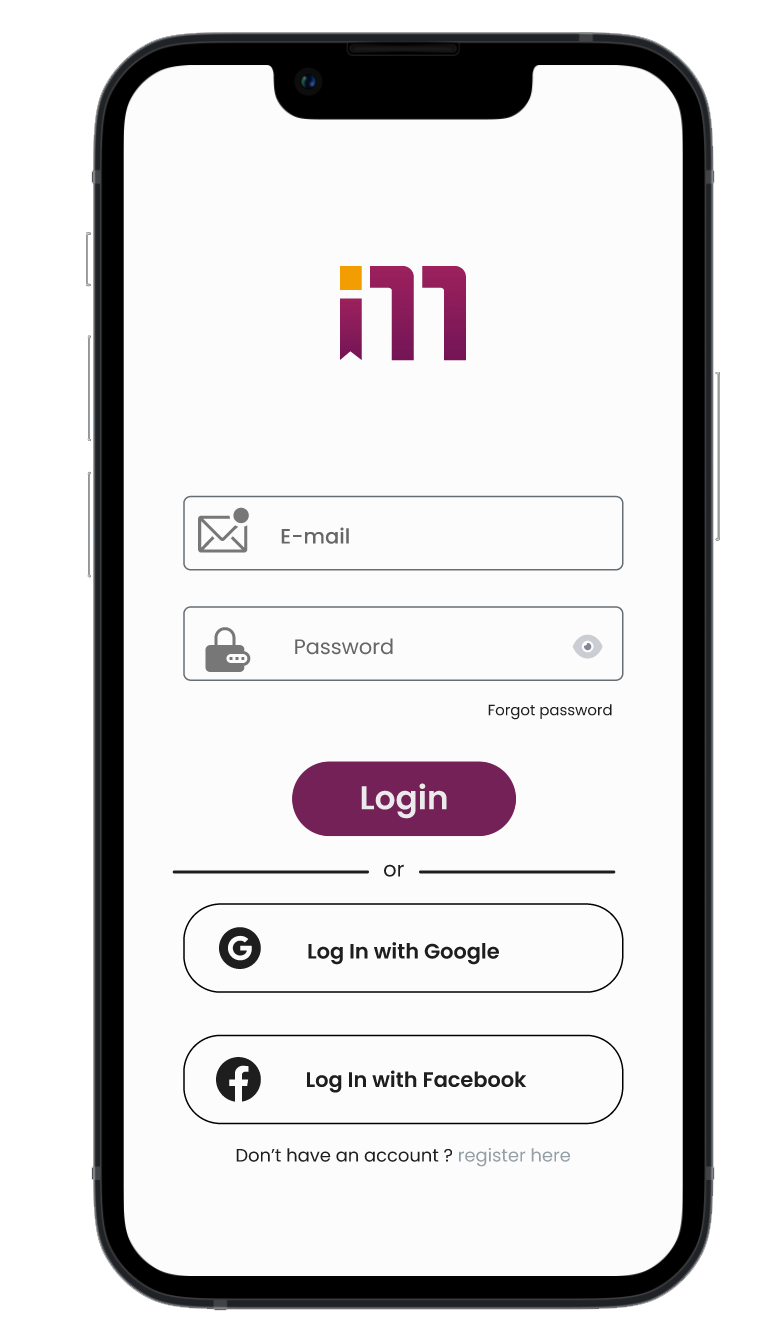 im
E-mail
Password
Forgot password
Login
or
G
Log In with Google
f
Log In with Facebook
Don’t have an account ? register here